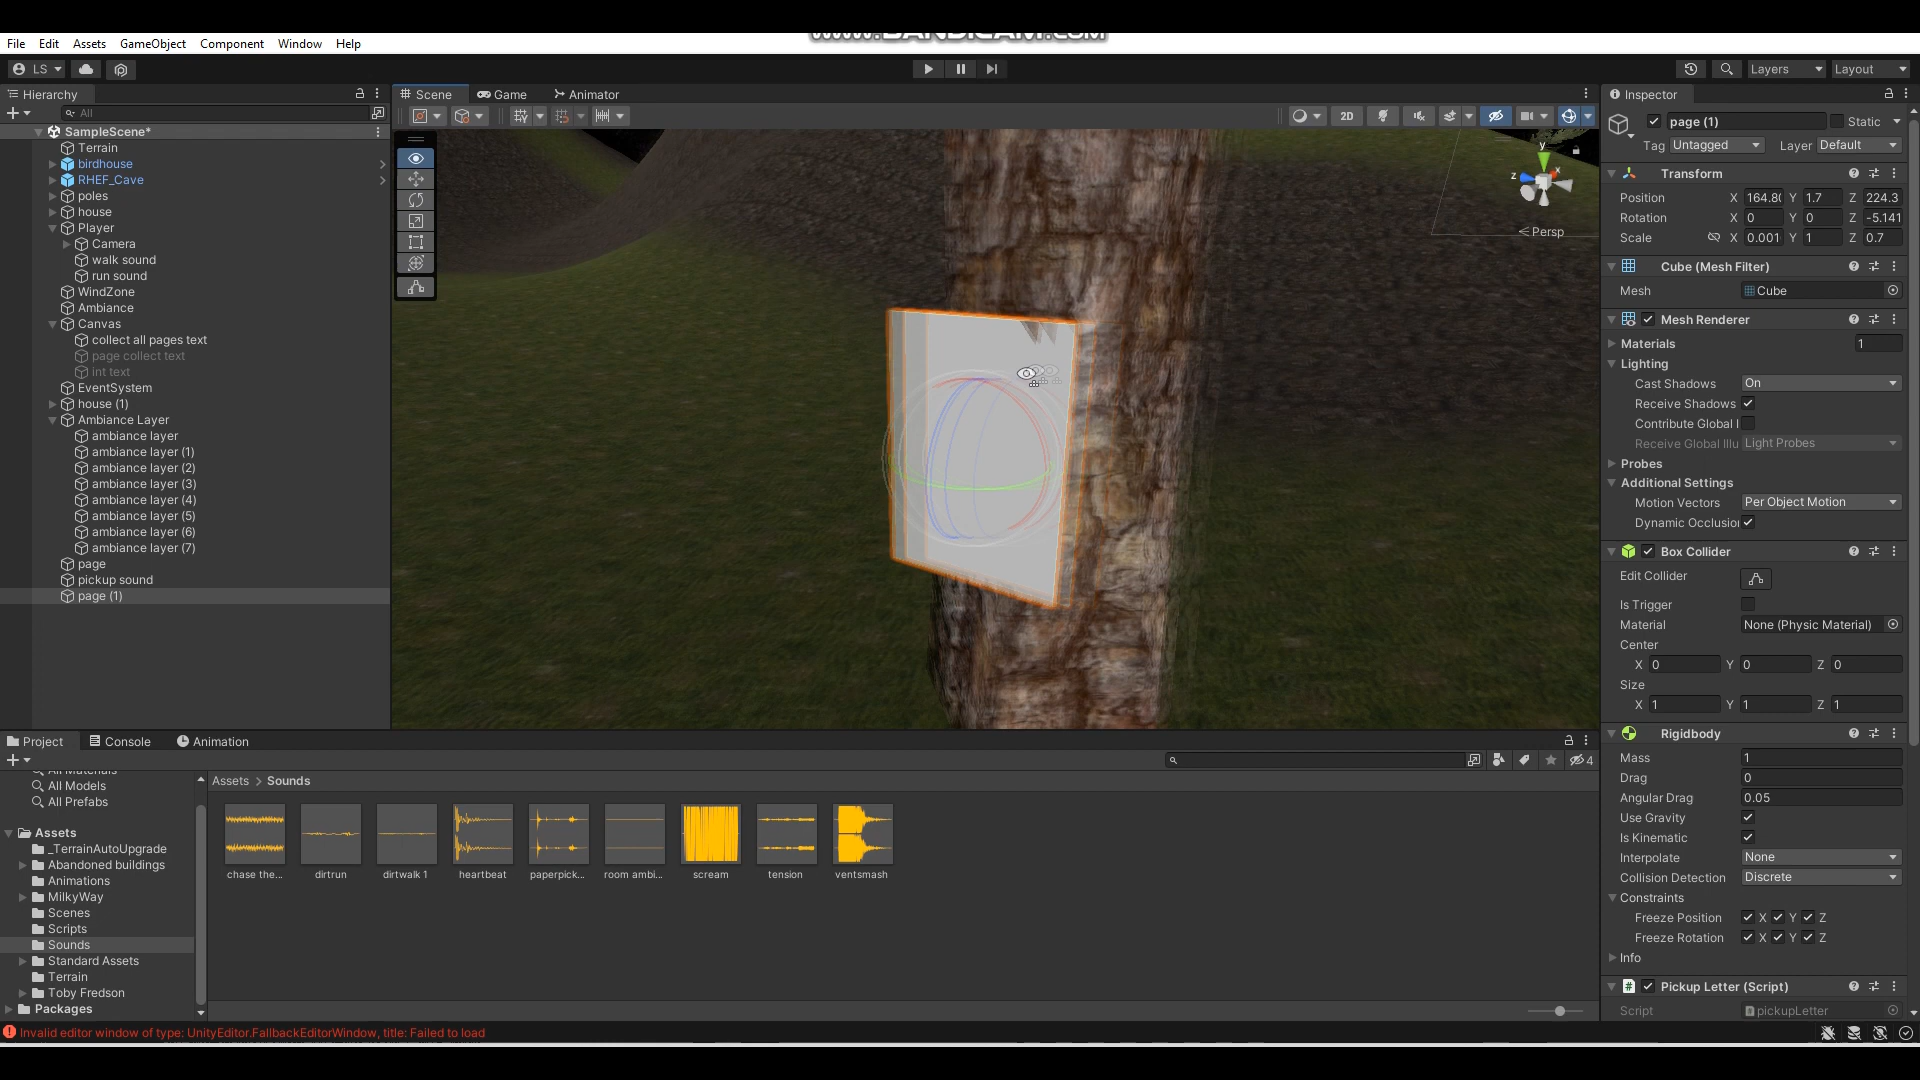 www.BANDICAM.com
File Edit Assets GameObject Component Window Help
LS Layers Layout
Hierarchy Scene Game Animator Inspector
All 2D page (1) Static
SampleScene* Tag Untagged Layer Default
Terrain
birdhouse
RHEF_Cave
poles
house
Player
Camera
walk sound
run sound
WindZone
Ambiance
Canvas
collect all pages text
page collect text
int text
EventSystem
house (1)
Ambiance Layer
ambiance layer
ambiance layer (1)
ambiance layer (2)
ambiance layer (3)
ambiance layer (4)
ambiance layer (5)
ambiance layer (6)
ambiance layer (7)
page
pickup sound
page (1)
y
x
z
Persp
Transform
Position X 164.8( Y 1.7 Z 224.3
Rotation X 0 Y 0 Z -5.141
Scale X 0.001 Y 1 Z 0.7
Cube (Mesh Filter)
Mesh Cube
Mesh Renderer
Materials 1
Lighting
Cast Shadows On
Receive Shadows
Contribute Global I
Receive Global Illu Light Probes
Probes
Additional Settings
Motion Vectors Per Object Motion
Dynamic Occlusio
Box Collider
Edit Collider
Is Trigger
Material None (Physic Material)
Center
X 0 Y 0 Z 0
Size
X 1 Y 1 Z 1
Rigidbody
Mass 1
Drag 0
Angular Drag 0.05
Use Gravity
Is Kinematic
Interpolate None
Collision Detection Discrete
Constraints
Freeze Position X Y Z
Freeze Rotation X Y Z
Info
Pickup Letter (Script)
Script pickupLetter
Project Console Animation
4
All Materials
All Models
All Prefabs
Assets
_TerrainAutoUpgrade
Abandoned buildings
Animations
MilkyWay
Scenes
Scripts
Sounds
Standard Assets
Terrain
Toby Fredson
Packages
Assets > Sounds
chase the... dirtrun dirtwalk 1 heartbeat paperpick... room ambi... scream tension ventsmash
Invalid editor window of type: UnityEditor.FallbackEditorWindow, title: Failed to load